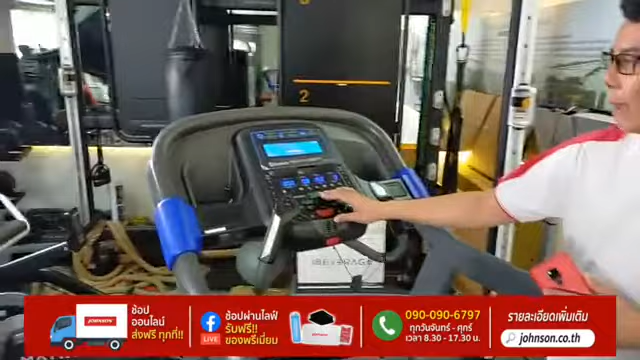 2
BEVERAGE
JOHNSON
ช้อป
ออนไลน์
ส่งฟรี ทุกที่!!
LIVE
ช้อปผ่านไลฟ์
รับฟรี!!
ของพรีเมี่ยม
090-090-6797
ทุกวันจันทร์ - ศุกร์
เวลา 8.30 - 17.30 น.
รายละเอียดเพิ่มเติม
johnson.co.th